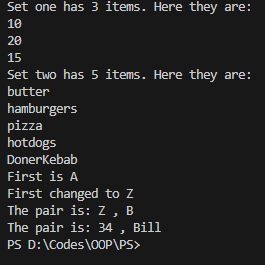 Set one has 3 items. Here they are:
10
20
15
Set two has 5 items. Here they are:
butter
hamburgers
pizza
hotdogs
DonerKebab
First is A
First changed to Z
The pair is: Z , B
The pair is: 34 , Bill
PS D:\Codes\OOP\PS>